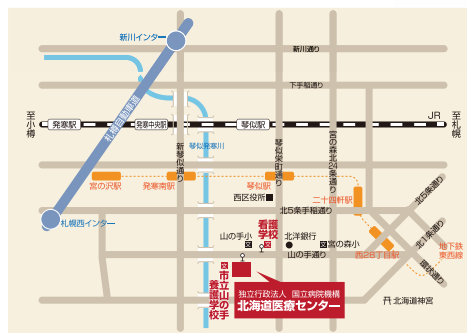 新川インター
新川通り
下手稲通り
札幌自動車道
至小樽
発寒駅
発寒中央駅
琴似駅
JR
至札幌
新琴似通り
琴似発寒川
琴似栄町通り
宮の森北24条通り
宮の沢駅
発寒南駅
琴似駅
西区役所
二十四軒駅
北5条通り
札幌西インター
北5条手稲通り
看護学校
山の手小
北洋銀行
宮の森小
山の手通り
北1条通り
西28丁目駅
地下鉄東西線
環状通り
市立山の手養護学校
独立行政法人 国立病院機構
北海道医療センター
北海道神宮